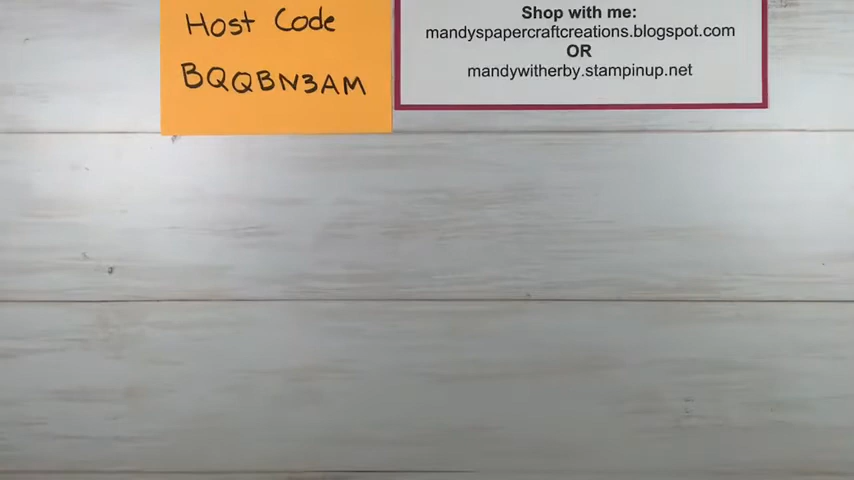 Host Code
BQQBN3AM
Shop with me:
mandyspapercraftcreations.blogspot.com
OR
mandywitherby.stampinup.net